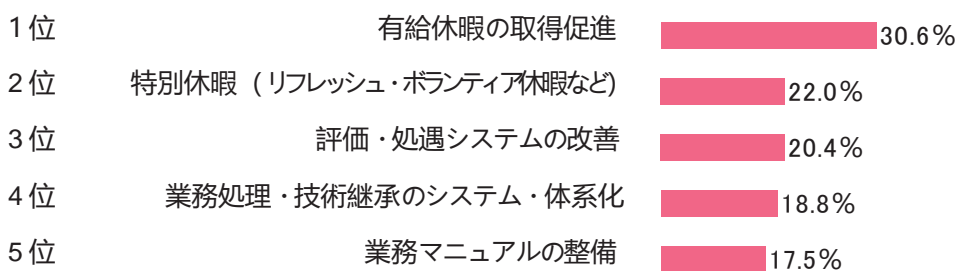 1位 有給休暇の取得促進 30.6%
2位 特別休暇 (リフレッシュ・ボランティア休暇など) 22.0%
3位 評価・処遇システムの改善 20.4%
4位 業務処理・技術継承のシステム・体系化 18.8%
5位 業務マニュアルの整備 17.5%